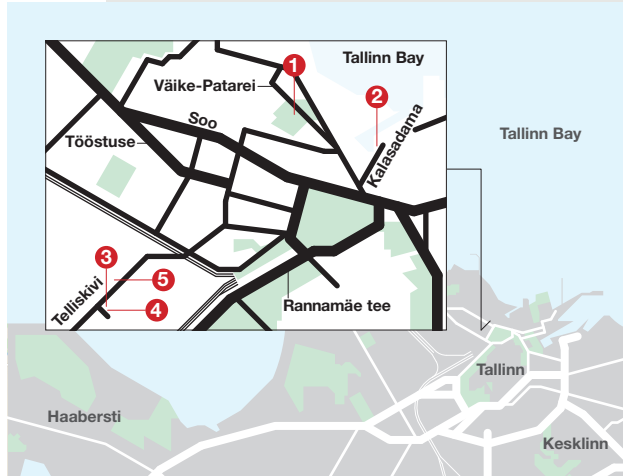 Tallinn Bay
1
Väike-Patarei
2
Soo
Kalasadama
Tallinn Bay
Tööstuse
3
5
Telliskivi
4
Rannamäe tee
Tallinn
Haabersti
Kesklinn